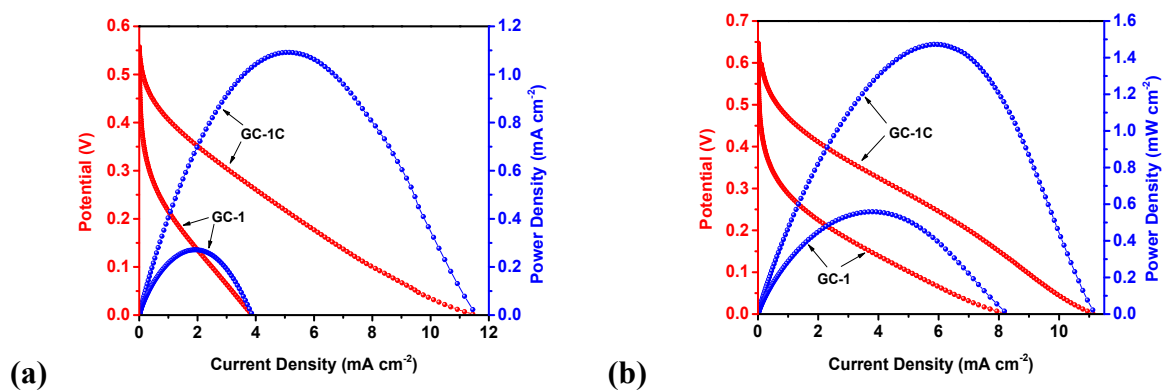 0.6
0.5
0.4
0.3
0.2
0.1
0.0
Potential (V)
0 2 4 6 8 10 12
Current Density (mA cm⁻²)
1.2
1.0
0.8
0.6
0.4
0.2
0.0
Power Density (mA cm⁻²)
GC-1C
GC-1
(a)
0.7
0.6
0.5
0.4
0.3
0.2
0.1
0.0
Potential (V)
0 2 4 6 8 10
Current Density (mA cm⁻²)
1.6
1.4
1.2
1.0
0.8
0.6
0.4
0.2
0.0
Power Density (mW cm⁻²)
GC-1C
GC-1
(b)